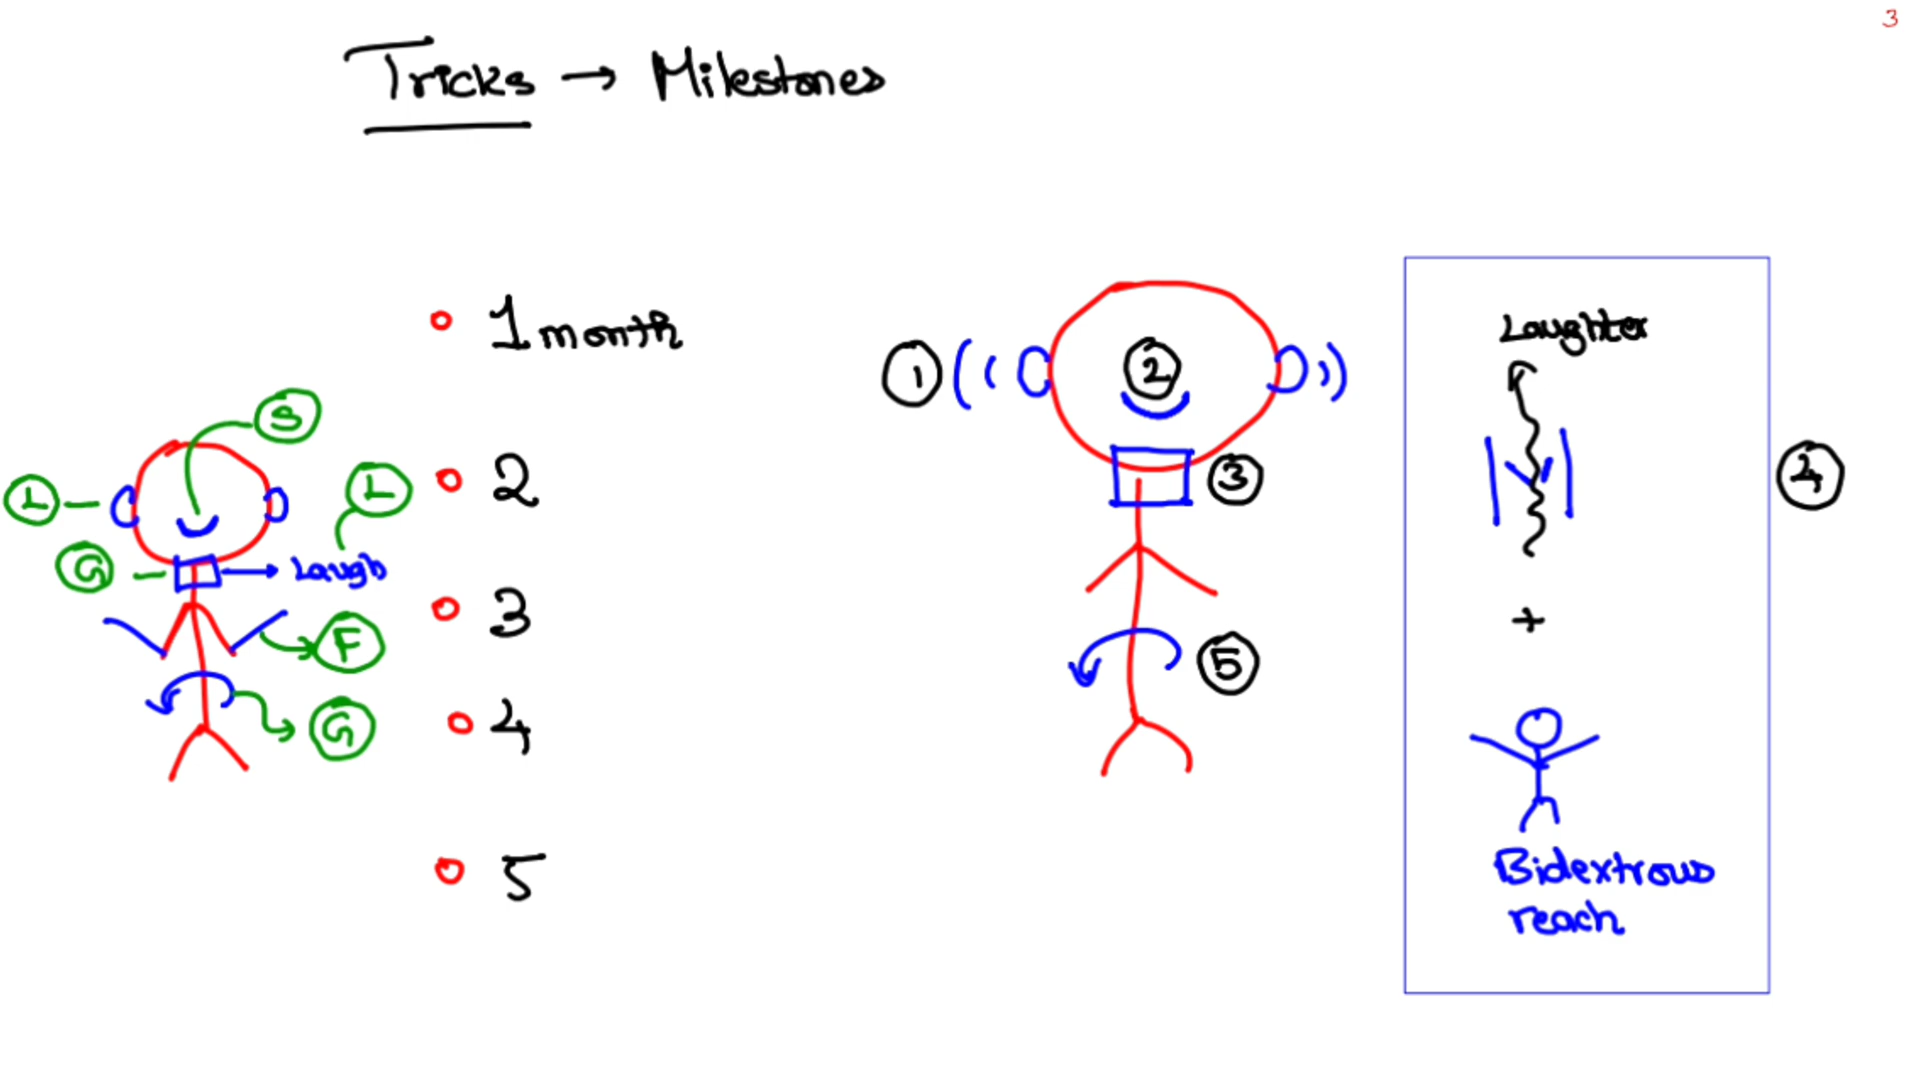 3
Tricks → Milestones
S
L
L
G
Laugh
F
G
1 month
2
3
4
5
1
2
3
5
Laughter
+
Bidextrous
reach
4